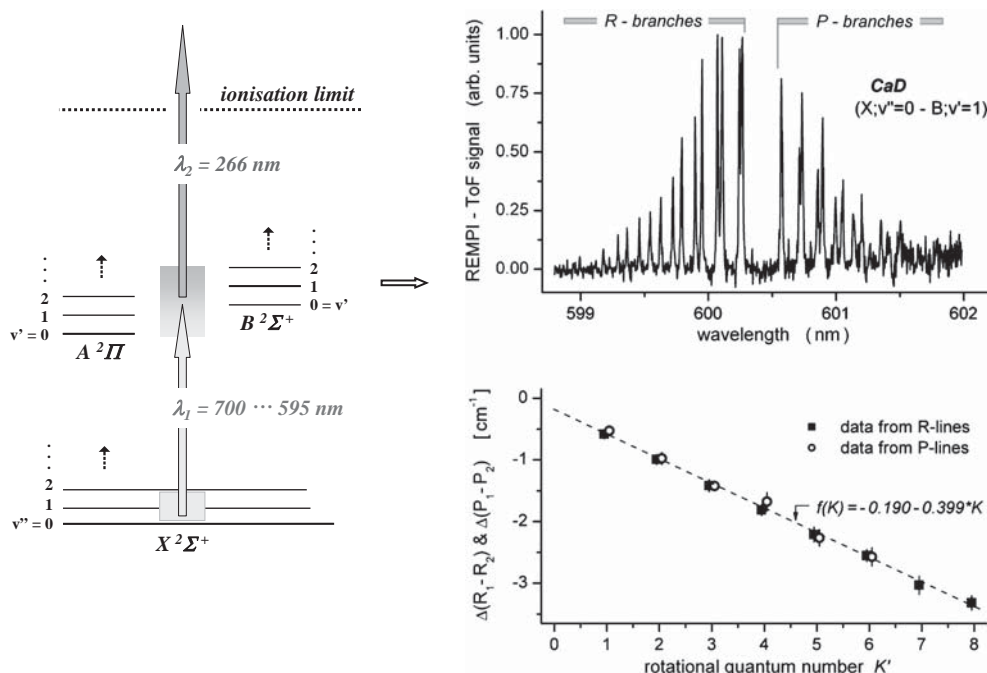 ionisation limit
λ2 = 266 nm
2
1
v' = 0
A ²Π
2
1
0 = v'
B ²Σ⁺
λ1 = 700 ··· 595 nm
2
1
v'' = 0
X ²Σ⁺
R - branches
P - branches
CaD
(X;v''=0 - B;v'=1)
REMPI - ToF signal (arb. units)
1.00
0.75
0.50
0.25
0.00
599
600
601
602
wavelength (nm)
Δ(R1 - R2) & Δ(P1 - P2) [cm⁻¹]
0
-1
-2
-3
data from R-lines
data from P-lines
f(K) = - 0.190 - 0.399*K
0
1
2
3
4
5
6
7
8
rotational quantum number K'